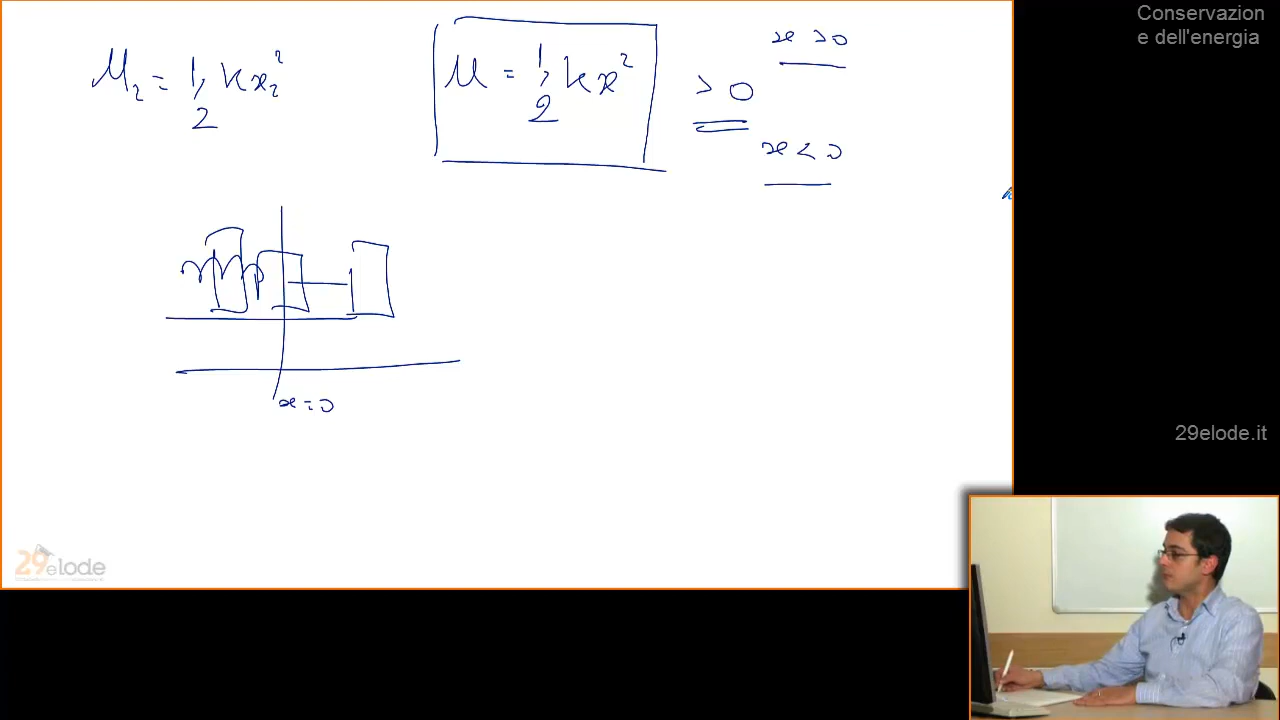 Conservazion
e dell'energia
U₂ = 1/2 k x₂²
U = 1/2 k x² > 0
x > 0
x < 0
x = 0
29elode.it
29elode